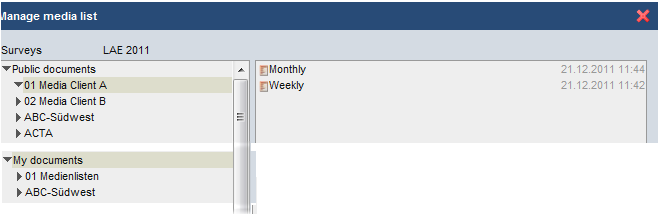 Manage media list
Surveys LAE 2011
Public documents
01 Media Client A
02 Media Client B
ABC-Südwest
ACTA
My documents
01 Medienlisten
ABC-Südwest
Monthly 21.12.2011 11:44
Weekly 21.12.2011 11:42